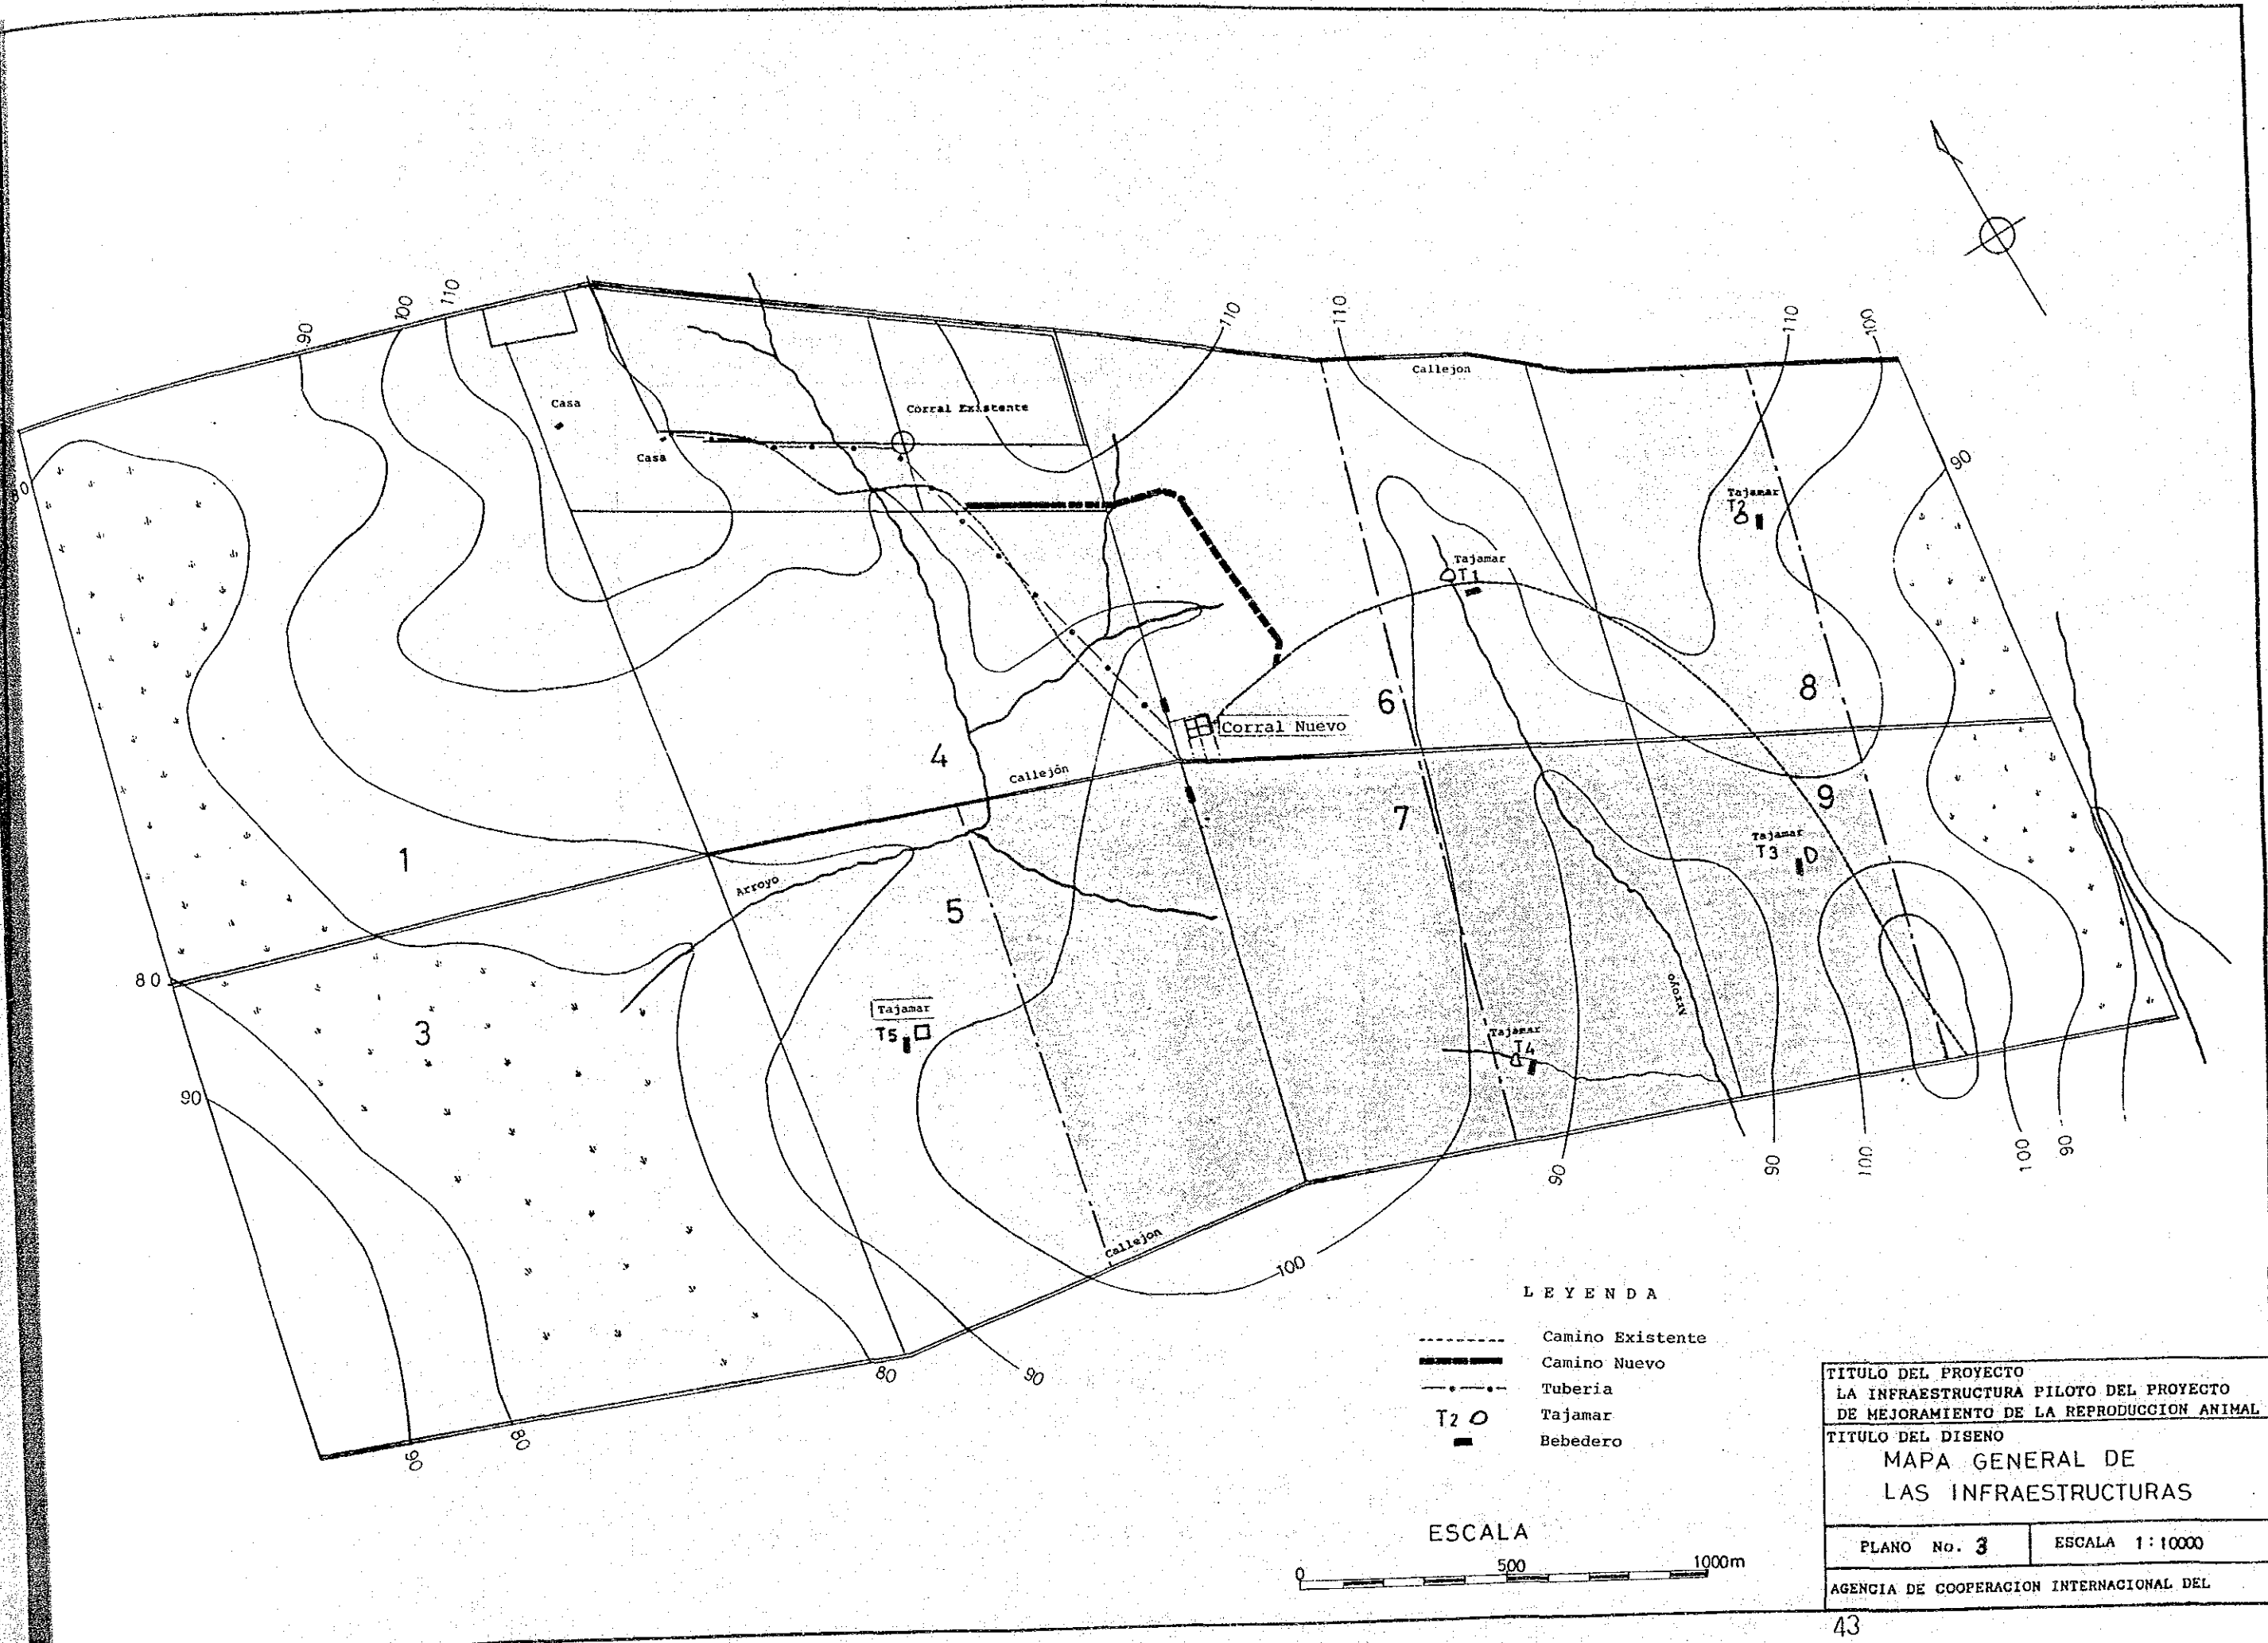 90
100
110
110
110
110
100
Callejon
Casa
Corral Existente
Casa
90
80
Tajamar
T2
Tajamar
T1
8
6
Corral Nuevo
4
Callejón
9
7
Tajamar
T3
1
Arroyo
5
80
Tajamar
T5
3
Arroyo
Tajamar
T4
90
90
90
100
100
90
Callejon
100
80
90
90
80
LEYENDA
Camino Existente
Camino Nuevo
Tuberia
T2 Tajamar
Bebedero
ESCALA
0 500 1000m
TITULO DEL PROYECTO
LA INFRAESTRUCTURA PILOTO DEL PROYECTO
DE MEJORAMIENTO DE LA REPRODUCCION ANIMAL
TITULO DEL DISENO
MAPA GENERAL DE
LAS INFRAESTRUCTURAS
PLANO No. 3 ESCALA 1:10000
AGENCIA DE COOPERACION INTERNACIONAL DEL
43